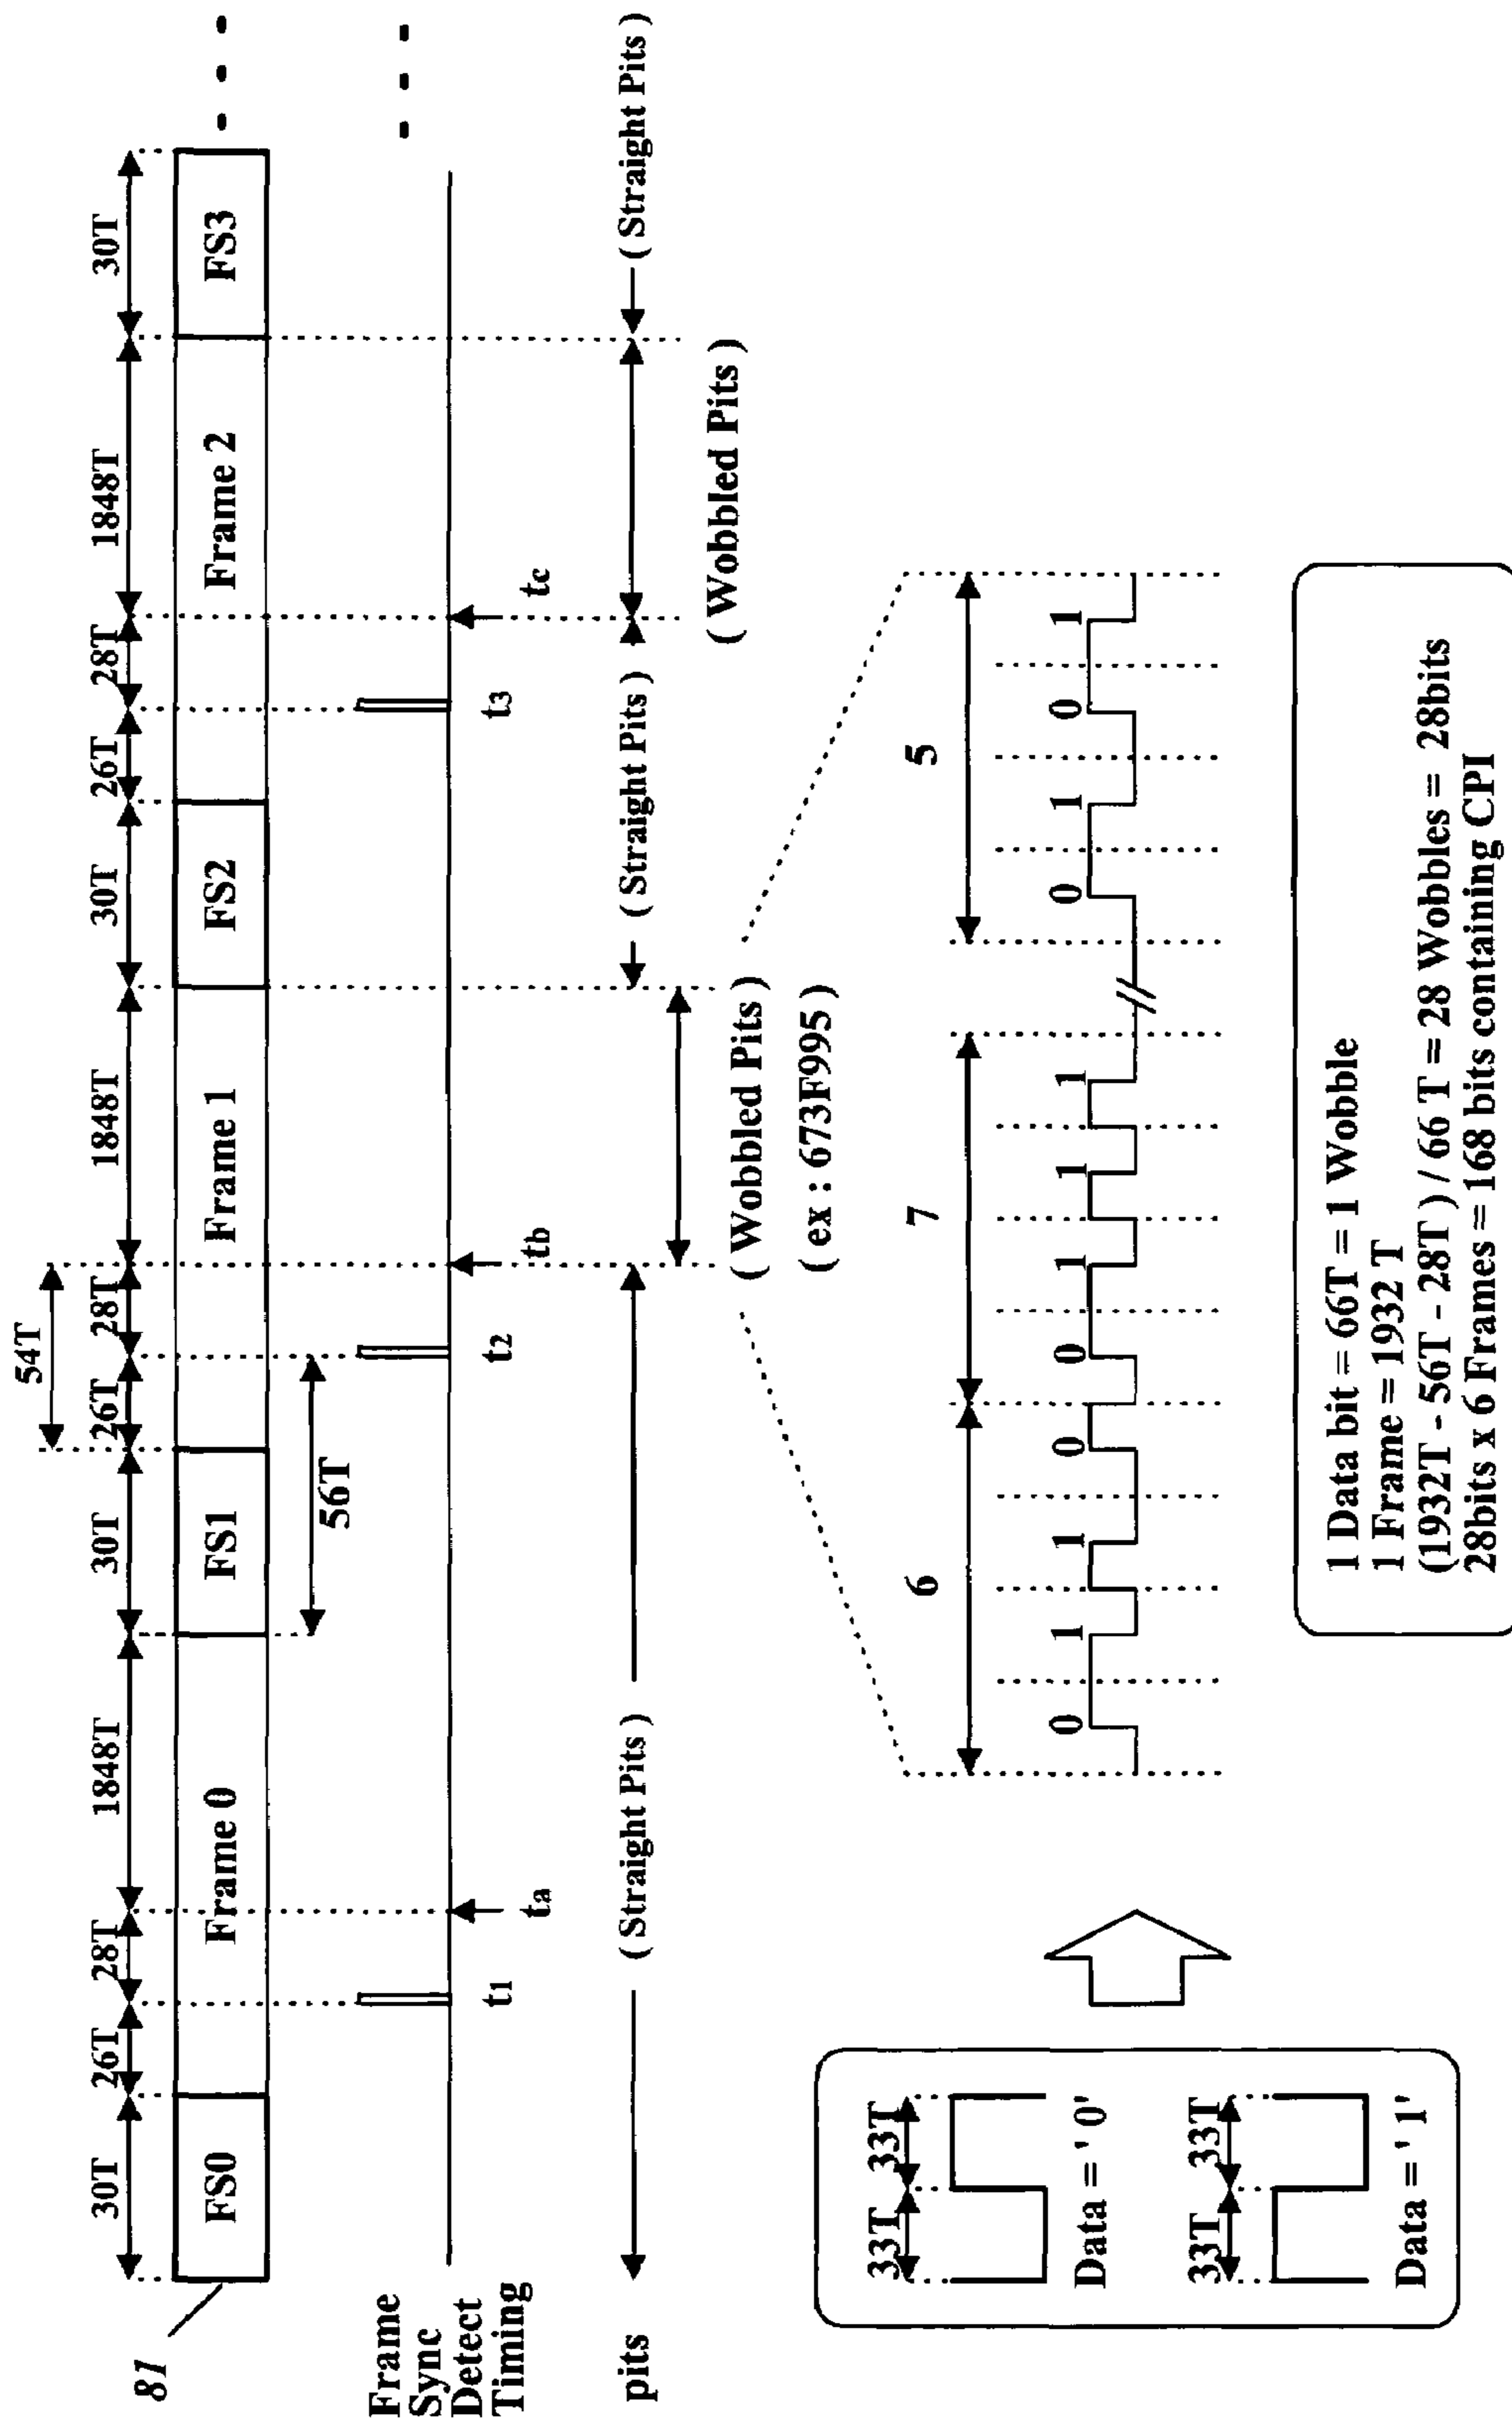 54T
30T 26T 28T 1848T 30T 26T 28T 1848T 30T 26T 28T 1848T 30T
81
FS0 Frame 0 FS1 Frame 1 FS2 Frame 2 FS3
56T
Frame
Sync
Detect
Timing
t1 ta t2 tb t3 tc
pits
( Straight Pits ) ( Straight Pits ) ( Straight Pits )
( Wobbled Pits ) ( Wobbled Pits )
( ex : 673F995)
33T 33T
Data = ' 0'
33T 33T
Data = ' 1'
6 7 5
0 1 1 0 0 1 1 1 0 1 0 1
1 Data bit = 66T = 1 Wobble
1 Frame = 1932 T
(1932T - 56T - 28T ) / 66 T = 28 Wobbles = 28bits
28bits x 6 Frames = 168 bits containing CPI